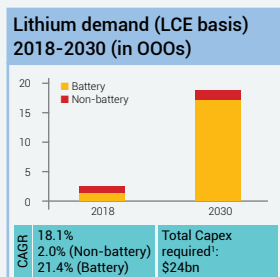 Lithium demand (LCE basis)
2018-2030 (in OOOs)
20
15
10
5
0
Battery
Non-battery
2018
2030
CAGR
18.1%
2.0% (Non-battery)
21.4% (Battery)
Total Capex
required¹:
$24bn